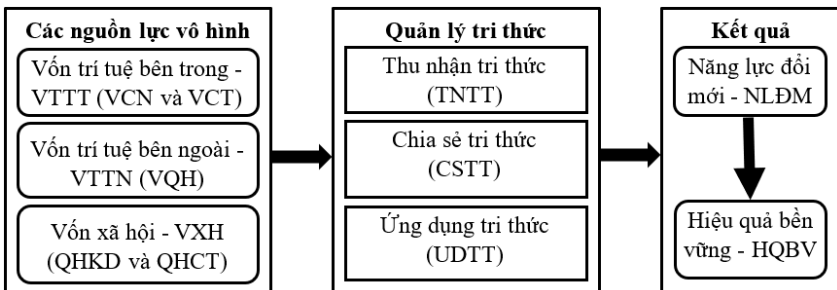 Các nguồn lực vô hình
Vốn trí tuệ bên trong -
VTTT (VCN và VCT)
Vốn trí tuệ bên ngoài -
VTTN (VQH)
Vốn xã hội - VXH
(QHKD và QHCT)
Quản lý tri thức
Thu nhận tri thức
(TNTT)
Chia sẻ tri thức
(CSTT)
Ứng dụng tri thức
(UDTT)
Kết quả
Năng lực đổi
mới - NLĐM
Hiệu quả bền
vững - HQBV